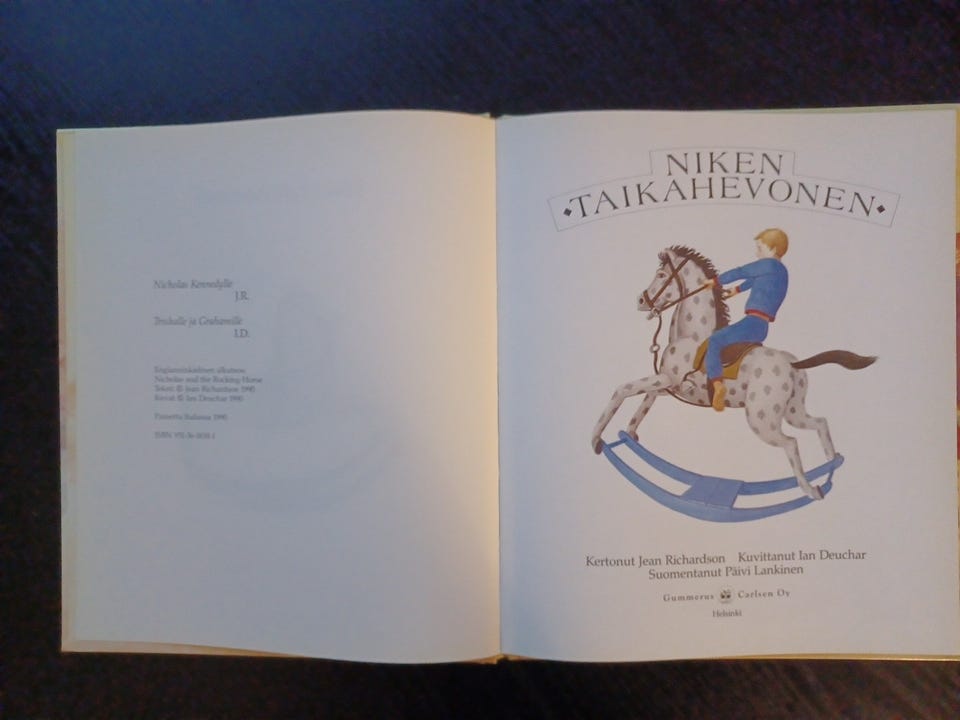 Nicholas Kennedylle
J.R.
Trishalle ja Grahamille
I.D.
Englanninkielinen alkuteos:
Nicholas and the Rocking-Horse
Teksti © Jean Richardson 1990
Kuvat © Ian Deuchar 1990
Painettu Italiassa 1990
ISBN
NIKEN
TAIKAHEVONEN
Kertonut Jean Richardson Kuvittanut Ian Deuchar
Suomentanut Päivi Lankinen
Gummerus Carlsen Oy
Helsinki